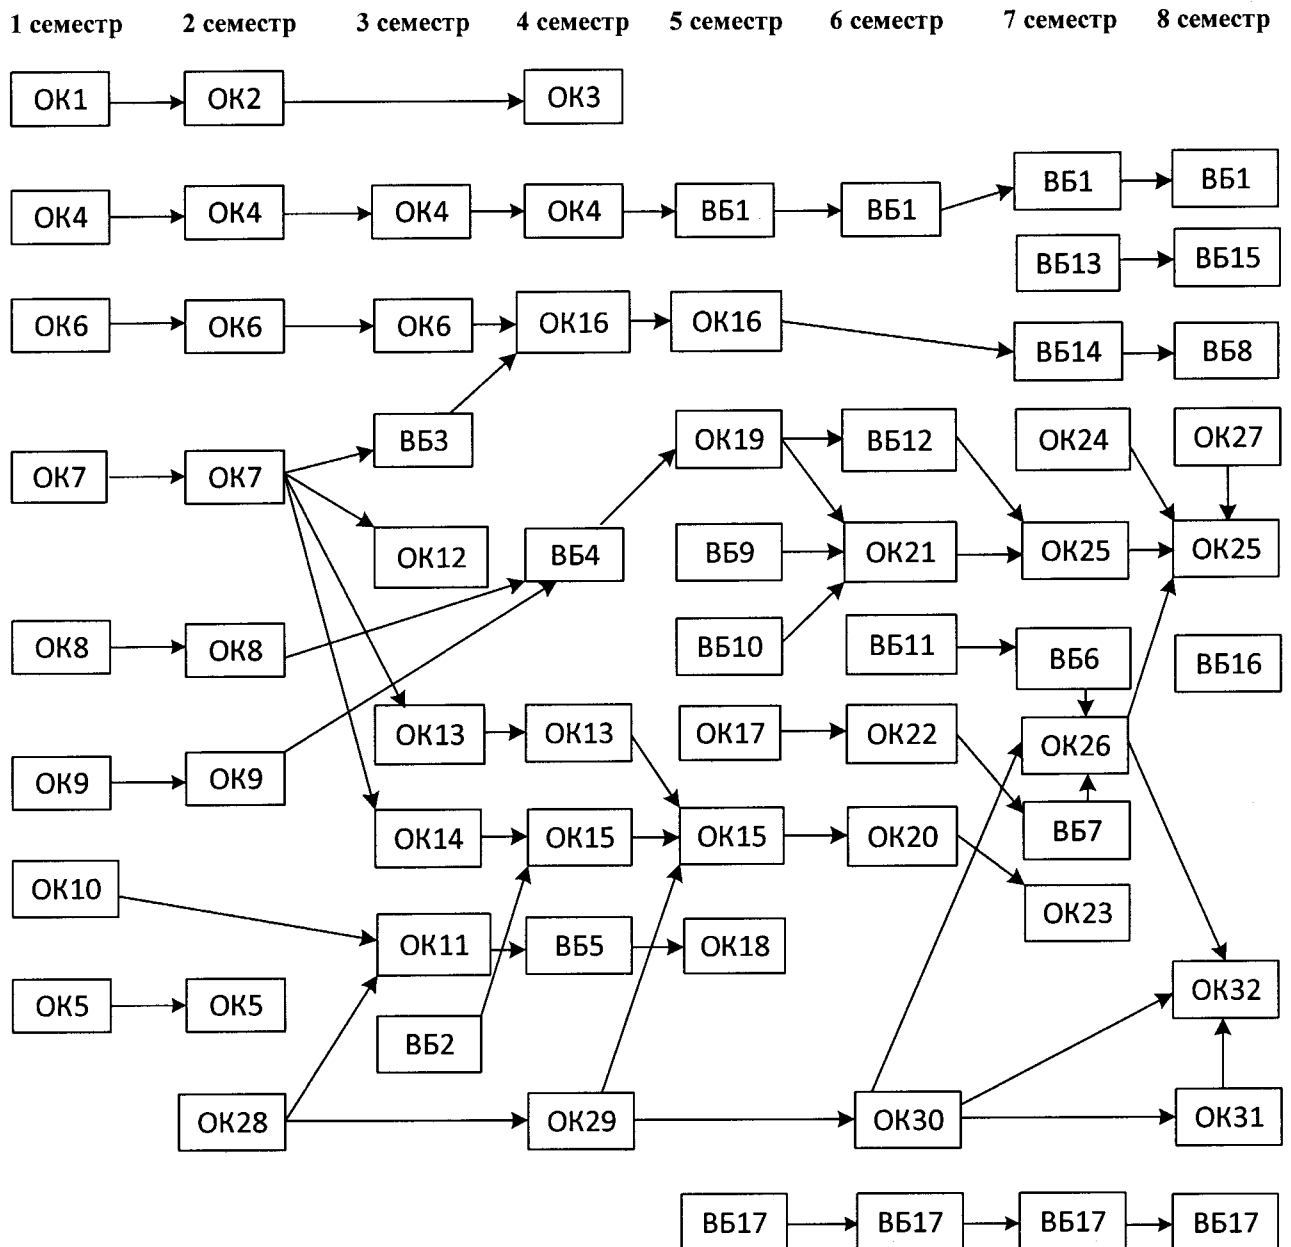 1 семестр 2 семестр 3 семестр 4 семестр 5 семестр 6 семестр 7 семестр 8 семестр
ОК1 ОК2 ОК3
ВБ1 ВБ1
ОК4 ОК4 ОК4 ОК4 ВБ1 ВБ1
ВБ13 ВБ15
ОК6 ОК6 ОК6 ОК16 ОК16
ВБ14 ВБ8
ВБ3 ОК19 ВБ12 ОК24 ОК27
ОК7 ОК7
ОК12 ВБ4 ВБ9 ОК21 ОК25 ОК25
ОК8 ОК8 ВБ10 ВБ11 ВБ6 ВБ16
ОК13 ОК13 ОК17 ОК22 ОК26
ОК9 ОК9
ОК14 ОК15 ОК15 ОК20 ВБ7
ОК10
ОК23
ОК11 ВБ5 ОК18
ОК5 ОК5 ОК32
ВБ2
ОК28 ОК29 ОК30 ОК31
ВБ17 ВБ17 ВБ17 ВБ17